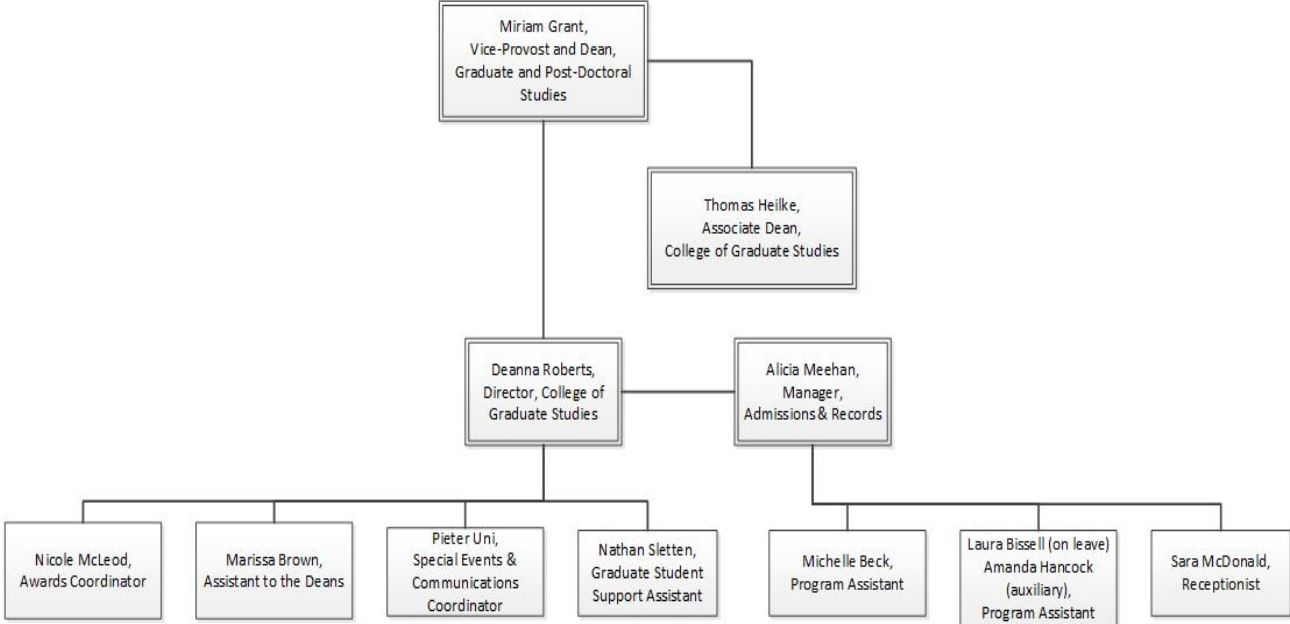 Miriam Grant,
Vice-Provost and Dean,
Graduate and Post-Doctoral
Studies
Thomas Heilke,
Associate Dean,
College of Graduate Studies
Deanna Roberts,
Director, College of
Graduate Studies
Alicia Meehan,
Manager,
Admissions & Records
Nicole McLeod,
Awards Coordinator
Marissa Brown,
Assistant to the Deans
Pieter Uni,
Special Events &
Communications
Coordinator
Nathan Sletten,
Graduate Student
Support Assistant
Michelle Beck,
Program Assistant
Laura Bissell (on leave)
Amanda Hancock
(auxiliary),
Program Assistant
Sara McDonald,
Receptionist